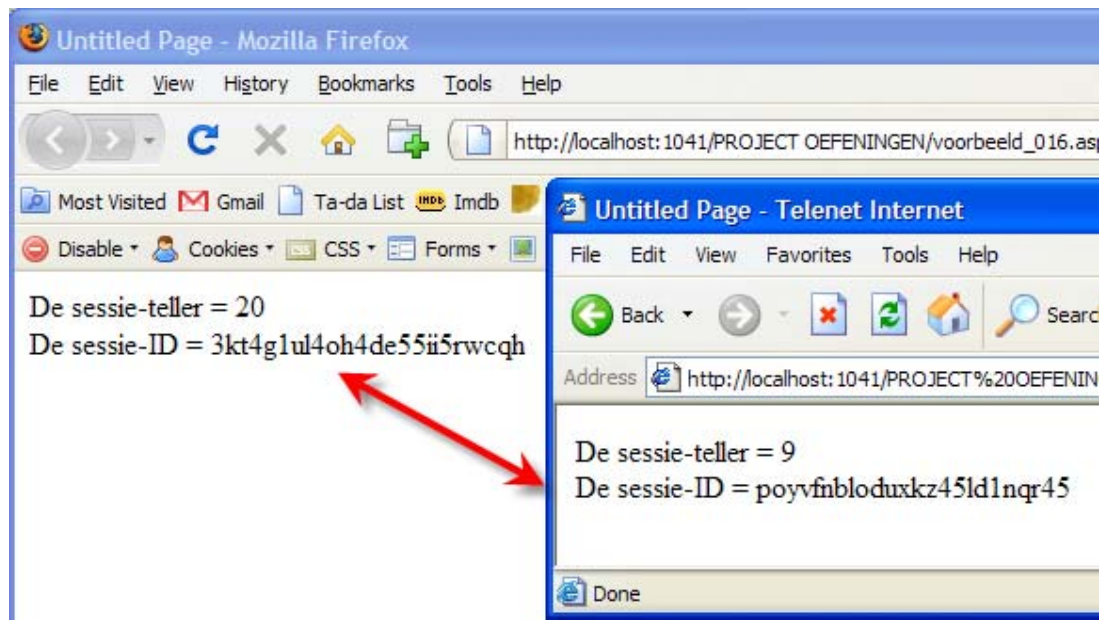 Untitled Page - Mozilla Firefox
File Edit View History Bookmarks Tools Help
http://localhost:1041/PROJECT OEFENINGEN/voorbeeld_016.asp
Most Visited Gmail Ta-da List IMDb Imdb
Disable Cookies CSS Forms
De sessie-teller = 20
De sessie-ID = 3kt4g1ul4oh4de55ii5rwcqh
Untitled Page - Telenet Internet
File Edit View Favorites Tools Help
Back Searc
Address http://localhost:1041/PROJECT%20OEFENIN
De sessie-teller = 9
De sessie-ID = poyvfnbloduxkz45ld1nqr45
Done